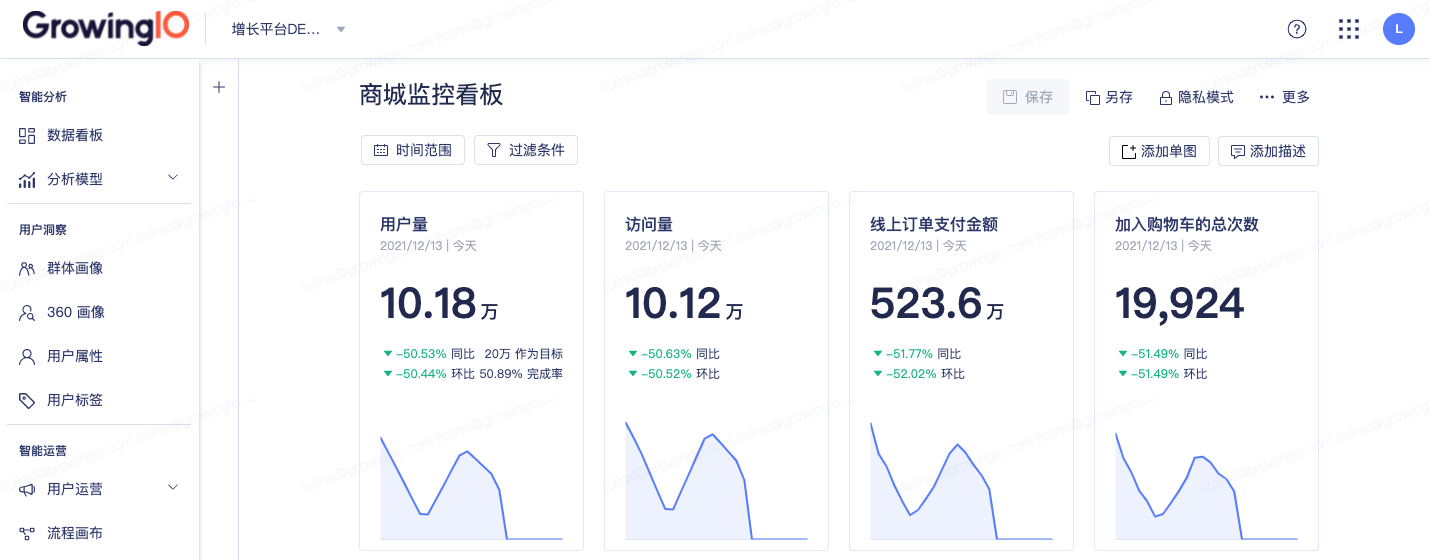 GrowingIO
增长平台DE...
L
智能分析
数据看板
分析模型
用户洞察
群体画像
360 画像
用户属性
用户标签
智能运营
用户运营
流程画布
商城监控看板
保存
另存
隐私模式
更多
时间范围
过滤条件
添加单图
添加描述
用户量
2021/12/13 | 今天
10.18 万
-50.53% 同比 20万 作为目标
-50.44% 环比 50.89% 完成率
访问量
2021/12/13 | 今天
10.12 万
-50.63% 同比
-50.52% 环比
线上订单支付金额
2021/12/13 | 今天
523.6 万
-51.77% 同比
-52.02% 环比
加入购物车的总次数
2021/12/13 | 今天
19,924
-51.49% 同比
-51.49% 环比